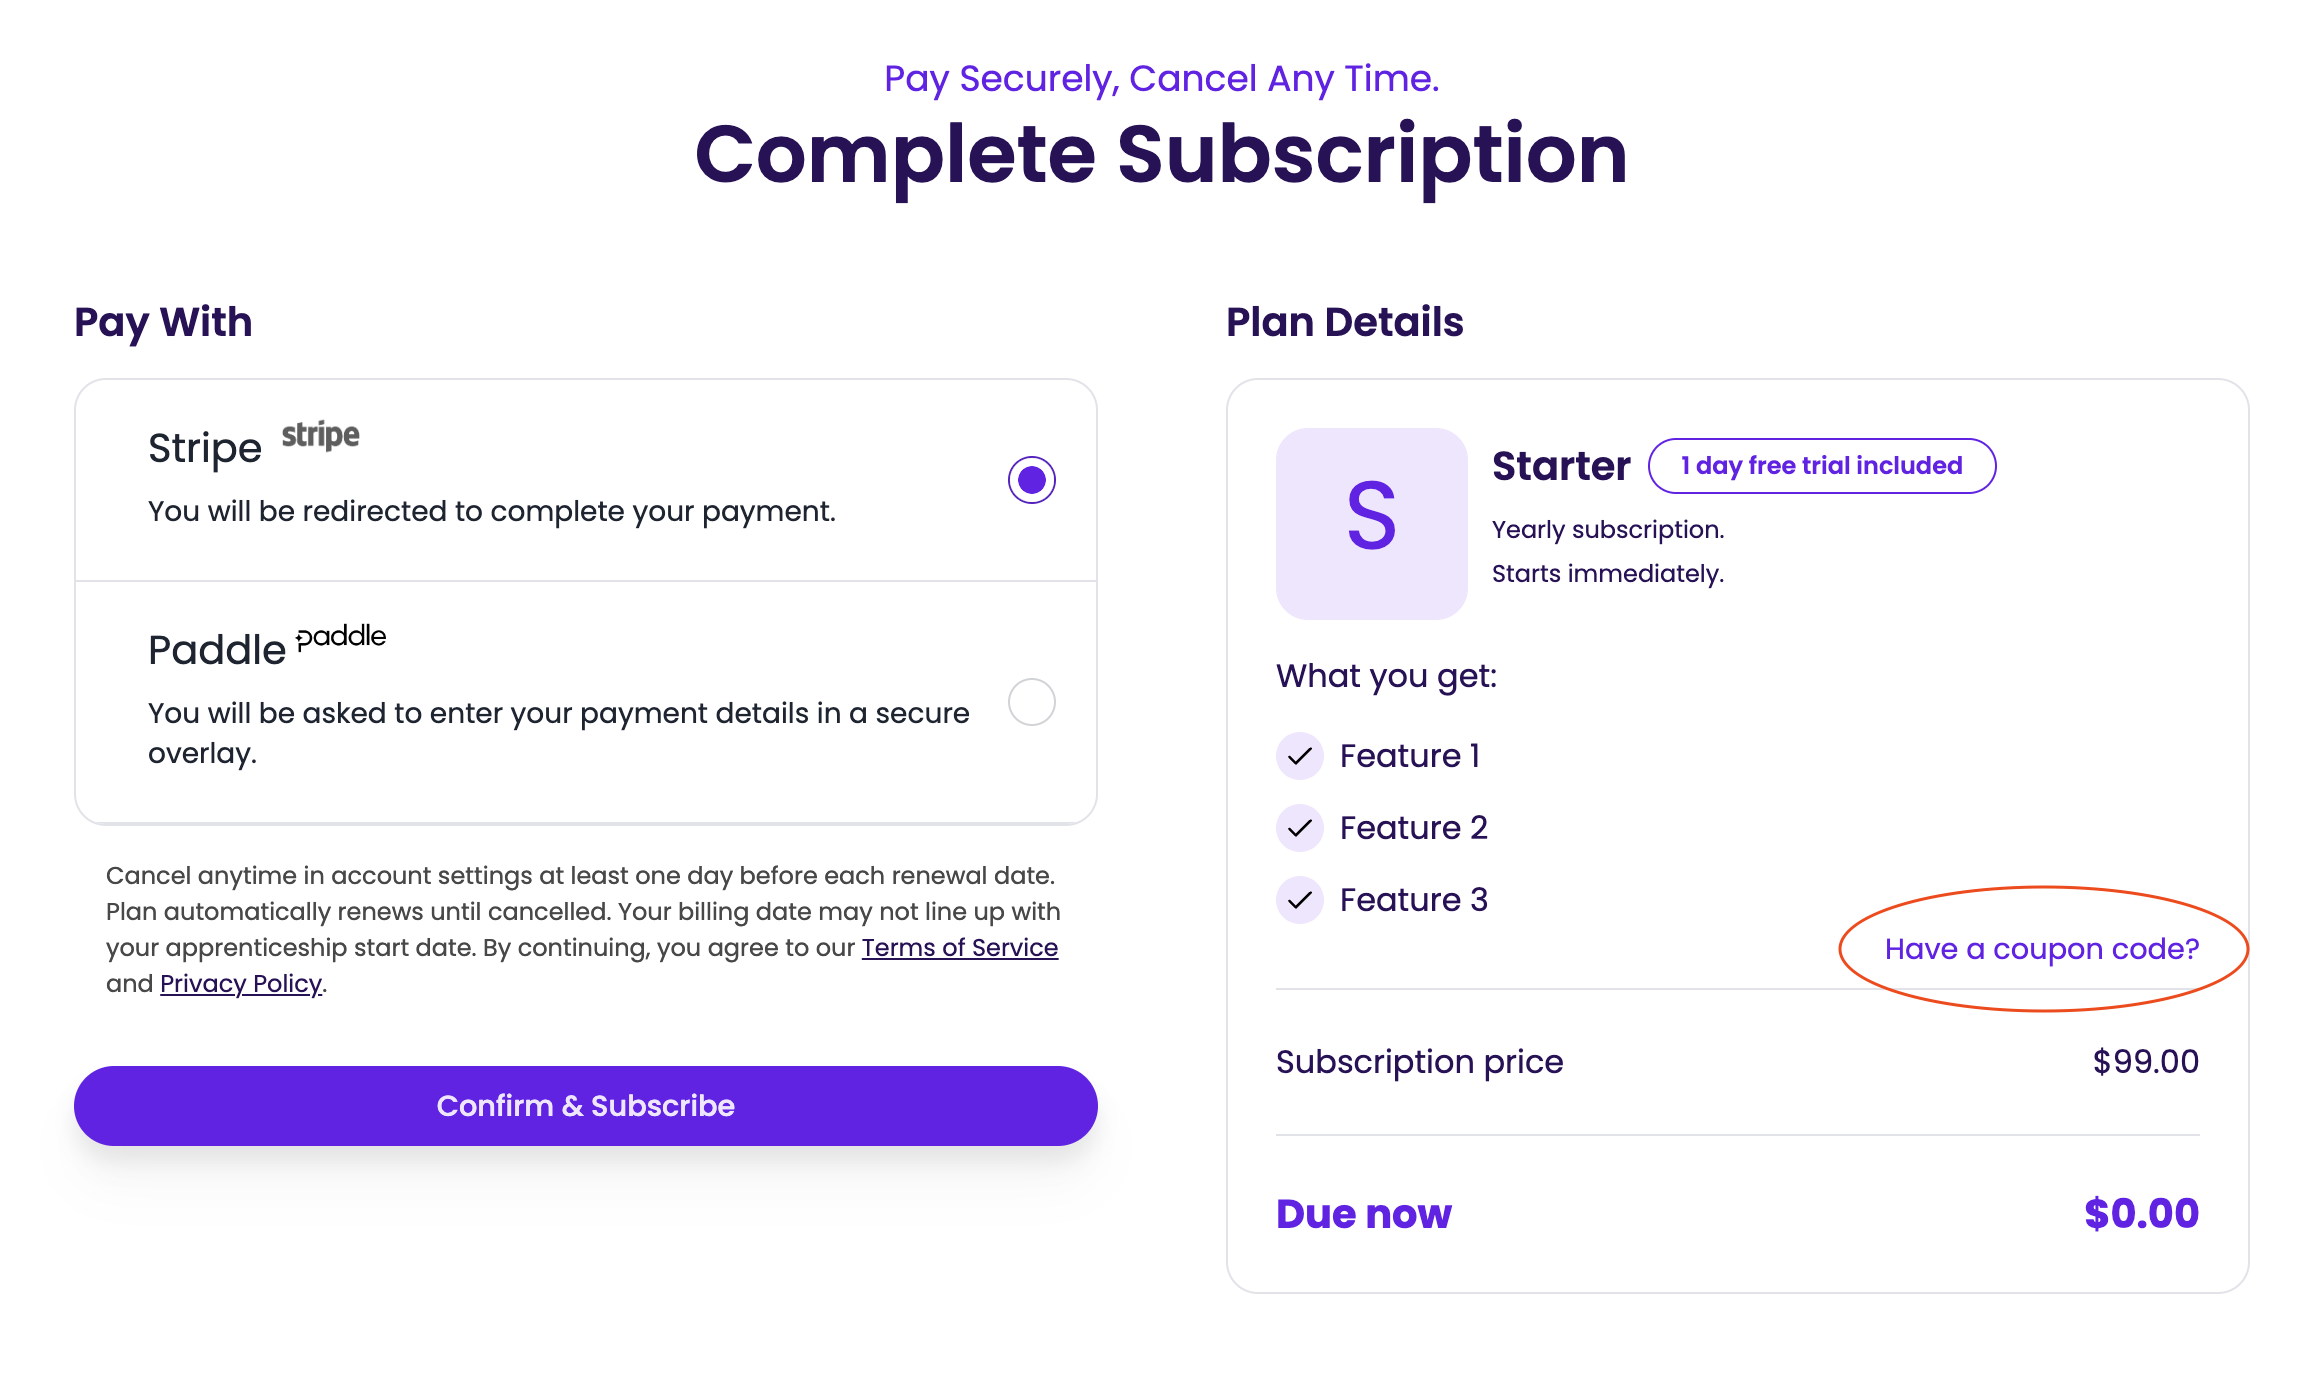 Pay Securely, Cancel Any Time.
Complete Subscription
Pay With
Stripe stripe
You will be redirected to complete your payment.
Paddle paddle
You will be asked to enter your payment details in a secure
overlay.
Cancel anytime in account settings at least one day before each renewal date.
Plan automatically renews until cancelled. Your billing date may not line up with
your apprenticeship start date. By continuing, you agree to our Terms of Service
and Privacy Policy.
Confirm & Subscribe
Plan Details
S
Starter 1 day free trial included
Yearly subscription.
Starts immediately.
What you get:
Feature 1
Feature 2
Feature 3
Have a coupon code?
Subscription price $99.00
Due now $0.00